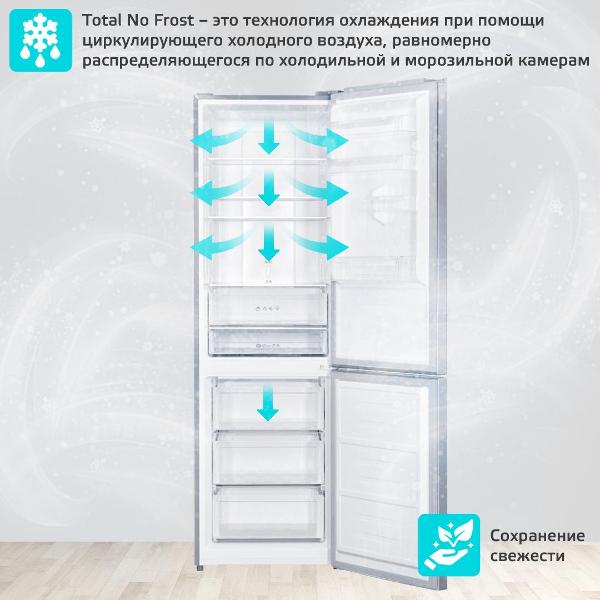 Total No Frost – это технология охлаждения при помощи
циркулирующего холодного воздуха, равномерно
распределяющегося по холодильной и морозильной камерам
Сохранение
свежести